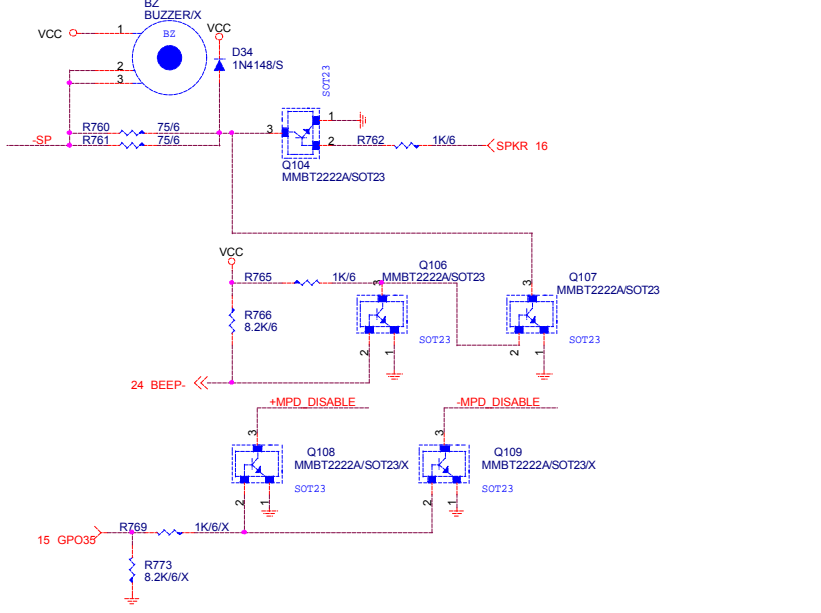 BZ
BUZZER/X
VCC
1
BZ
VCC
2
3
D34
1N4148/S
SOT23
R760
75/6
R761
75/6
-SP
3
1
2
R762
1K/6
SPKR 16
Q104
MMBT2222A/SOT23
VCC
R765
1K/6
Q106
MMBT2222A/SOT23
3
Q107
MMBT2222A/SOT23
3
R766
8.2K/6
SOT23
SOT23
2
1
2
1
24 BEEP-
+MPD_DISABLE
-MPD_DISABLE
3
Q108
MMBT2222A/SOT23/X
SOT23
3
Q109
MMBT2222A/SOT23/X
SOT23
2
1
2
1
R769
1K/6/X
15 GPO35
R773
8.2K/6/X